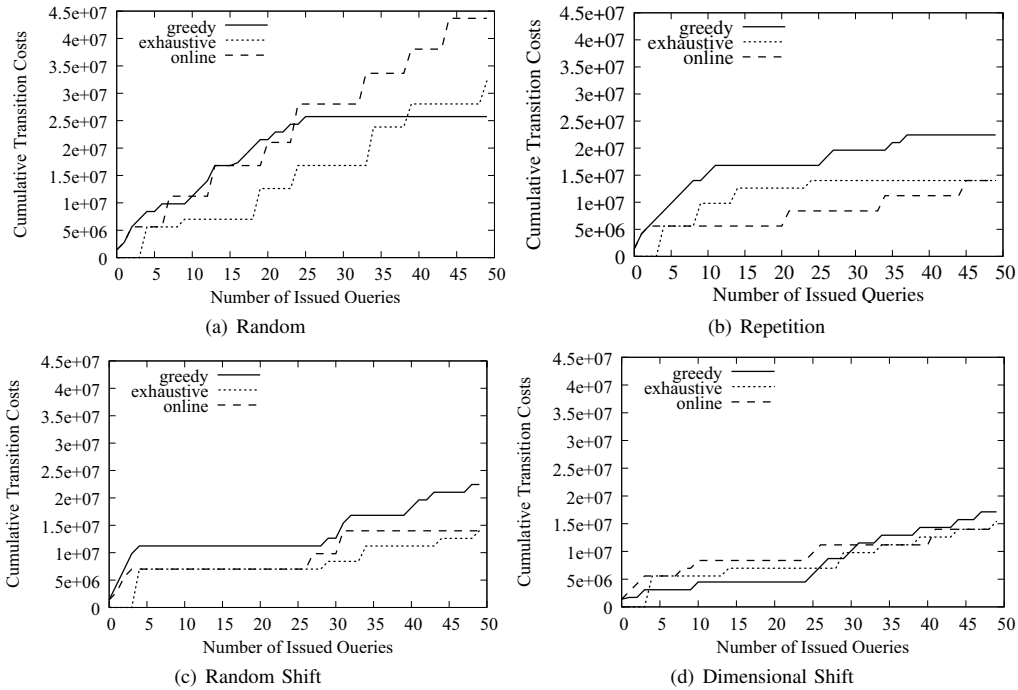 Cumulative Transition Costs
4.5e+07
4e+07
3.5e+07
3e+07
2.5e+07
2e+07
1.5e+07
1e+07
5e+06
0
greedy
exhaustive
online
0 5 10 15 20 25 30 35 40 45 50
Number of Issued Oueries
(a) Random
Cumulative Transition Costs
4.5e+07
4e+07
3.5e+07
3e+07
2.5e+07
2e+07
1.5e+07
1e+07
5e+06
0
greedy
exhaustive
online
0 5 10 15 20 25 30 35 40 45 50
Number of Issued Queries
(b) Repetition
Cumulative Transition Costs
4.5e+07
4e+07
3.5e+07
3e+07
2.5e+07
2e+07
1.5e+07
1e+07
5e+06
0
greedy
exhaustive
online
0 5 10 15 20 25 30 35 40 45 50
Number of Issued Oueries
(c) Random Shift
Cumulative Transition Costs
4.5e+07
4e+07
3.5e+07
3e+07
2.5e+07
2e+07
1.5e+07
1e+07
5e+06
0
greedy
exhaustive
online
0 5 10 15 20 25 30 35 40 45 50
Number of Issued Oueries
(d) Dimensional Shift